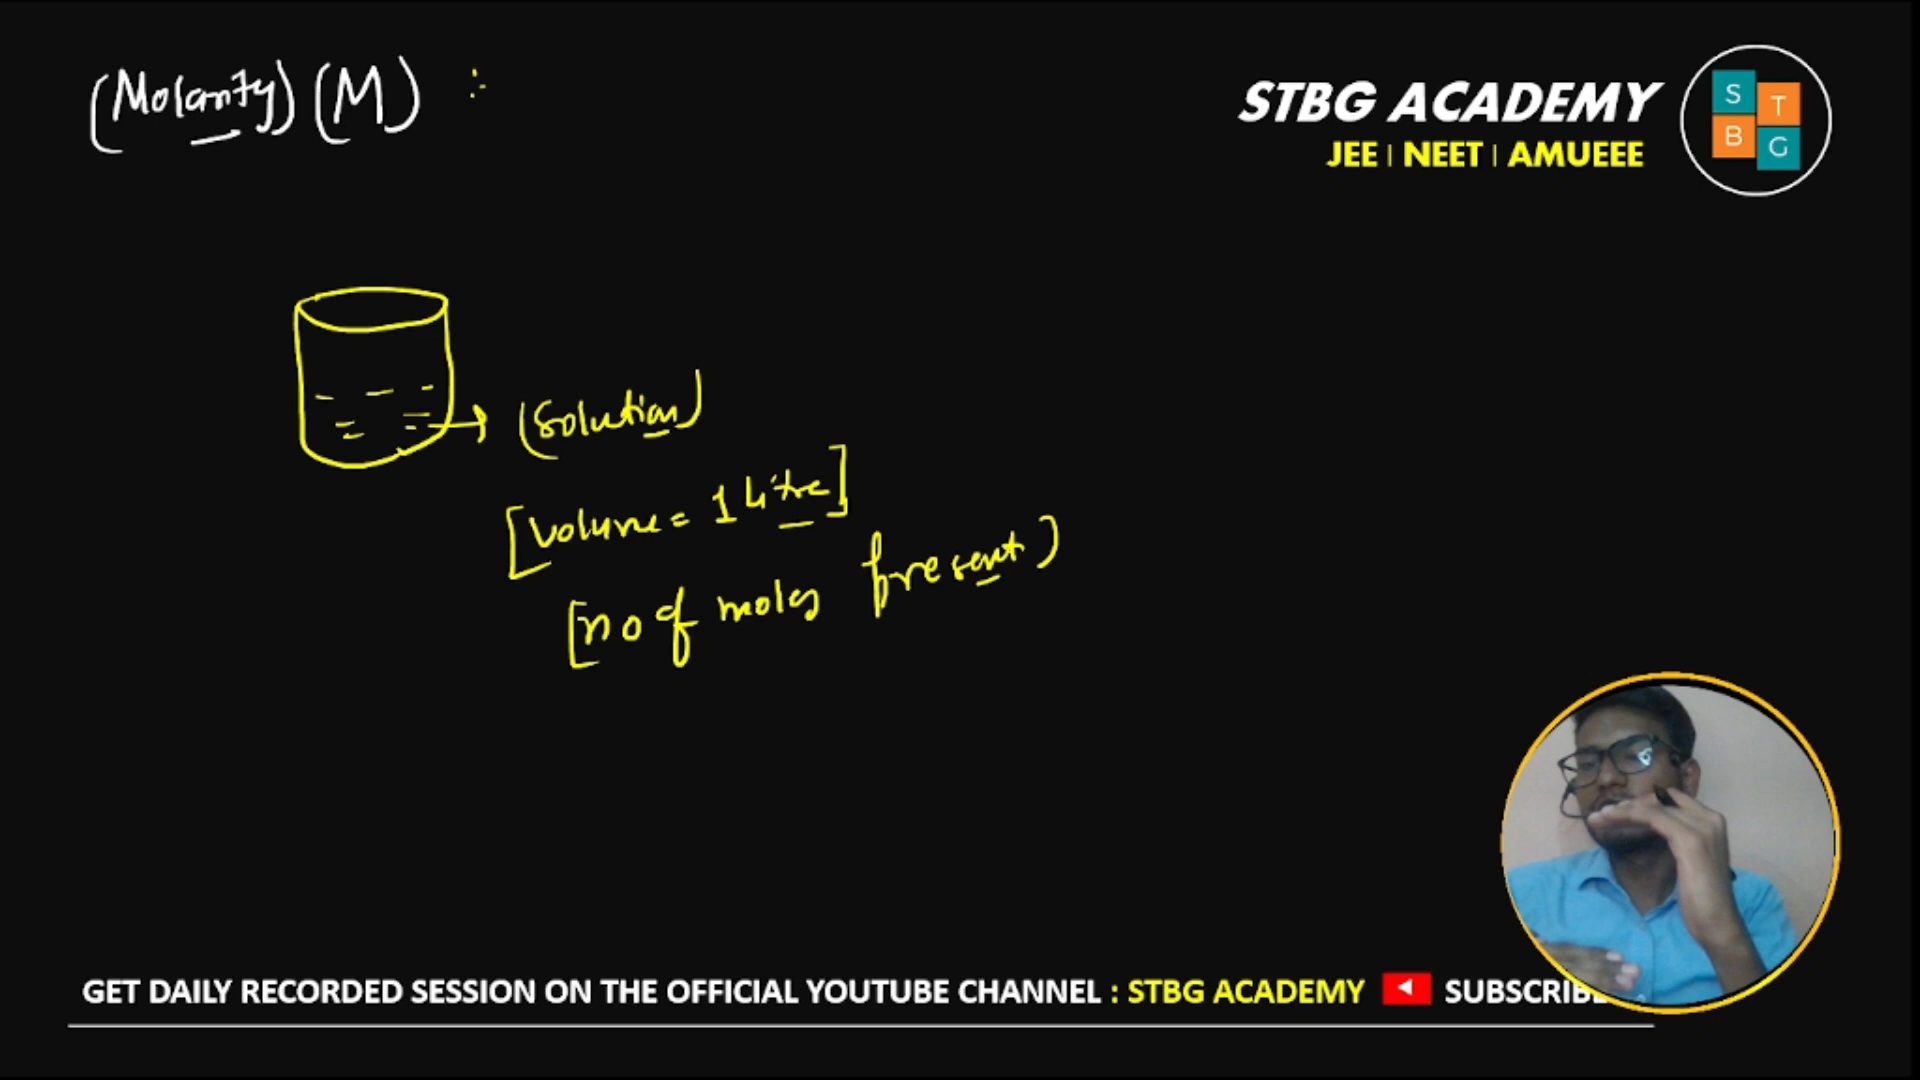 (Molarity) (M) :-
STBG ACADEMY
JEE | NEET | AMUEEE
S T
B G
(Solution)
[Volume = 1 Litre]
[no of moles present)
GET DAILY RECORDED SESSION ON THE OFFICIAL YOUTUBE CHANNEL : STBG ACADEMY SUBSCRIBE